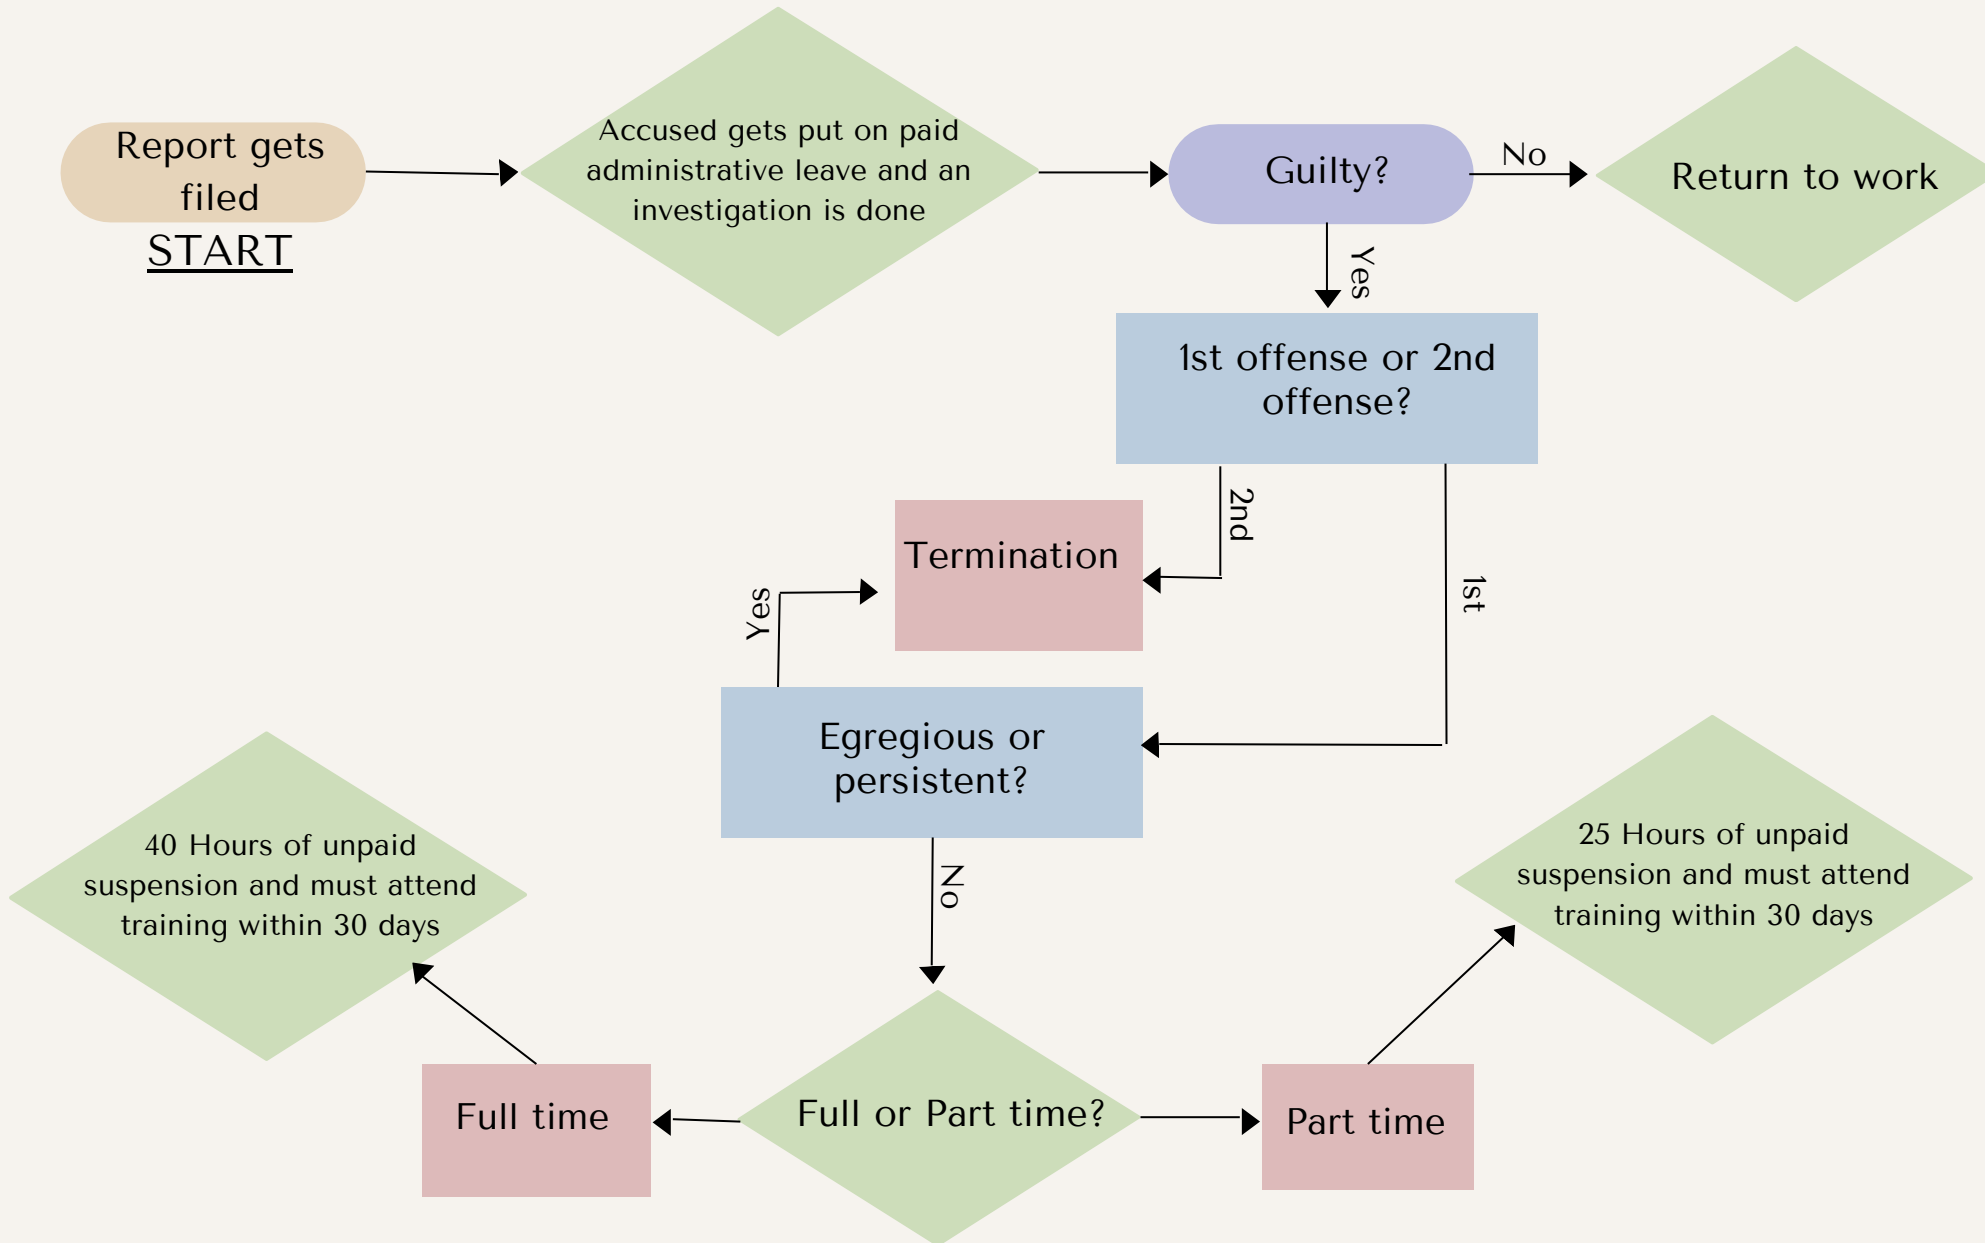 Report gets
filed
START
Accused gets put on paid
administrative leave and an
investigation is done
Guilty?
No
Return to work
Yes
1st offense or 2nd
offense?
2nd
1st
Termination
Yes
Egregious or
persistent?
No
40 Hours of unpaid
suspension and must attend
training within 30 days
25 Hours of unpaid
suspension and must attend
training within 30 days
Full time
Full or Part time?
Part time